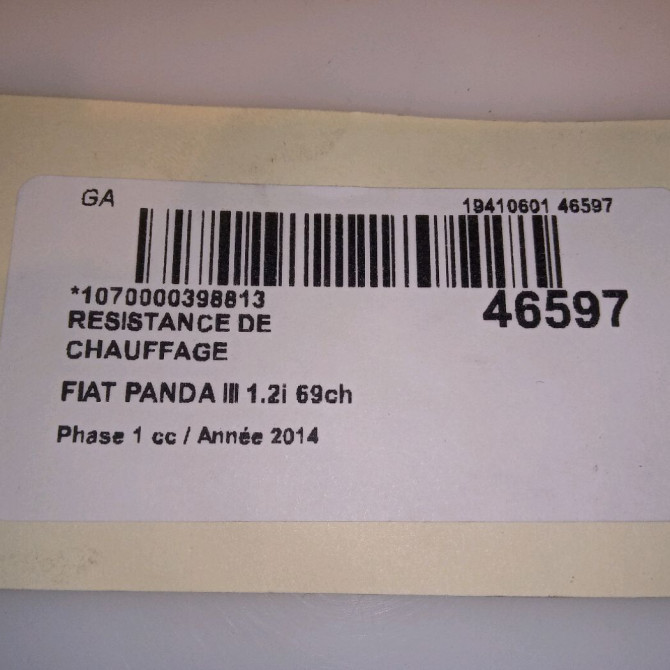 GA
19410601 46597
*1070000398813
46597
RESISTANCE DE
CHAUFFAGE
FIAT PANDA III 1.2i 69ch
Phase 1 cc / Année 2014